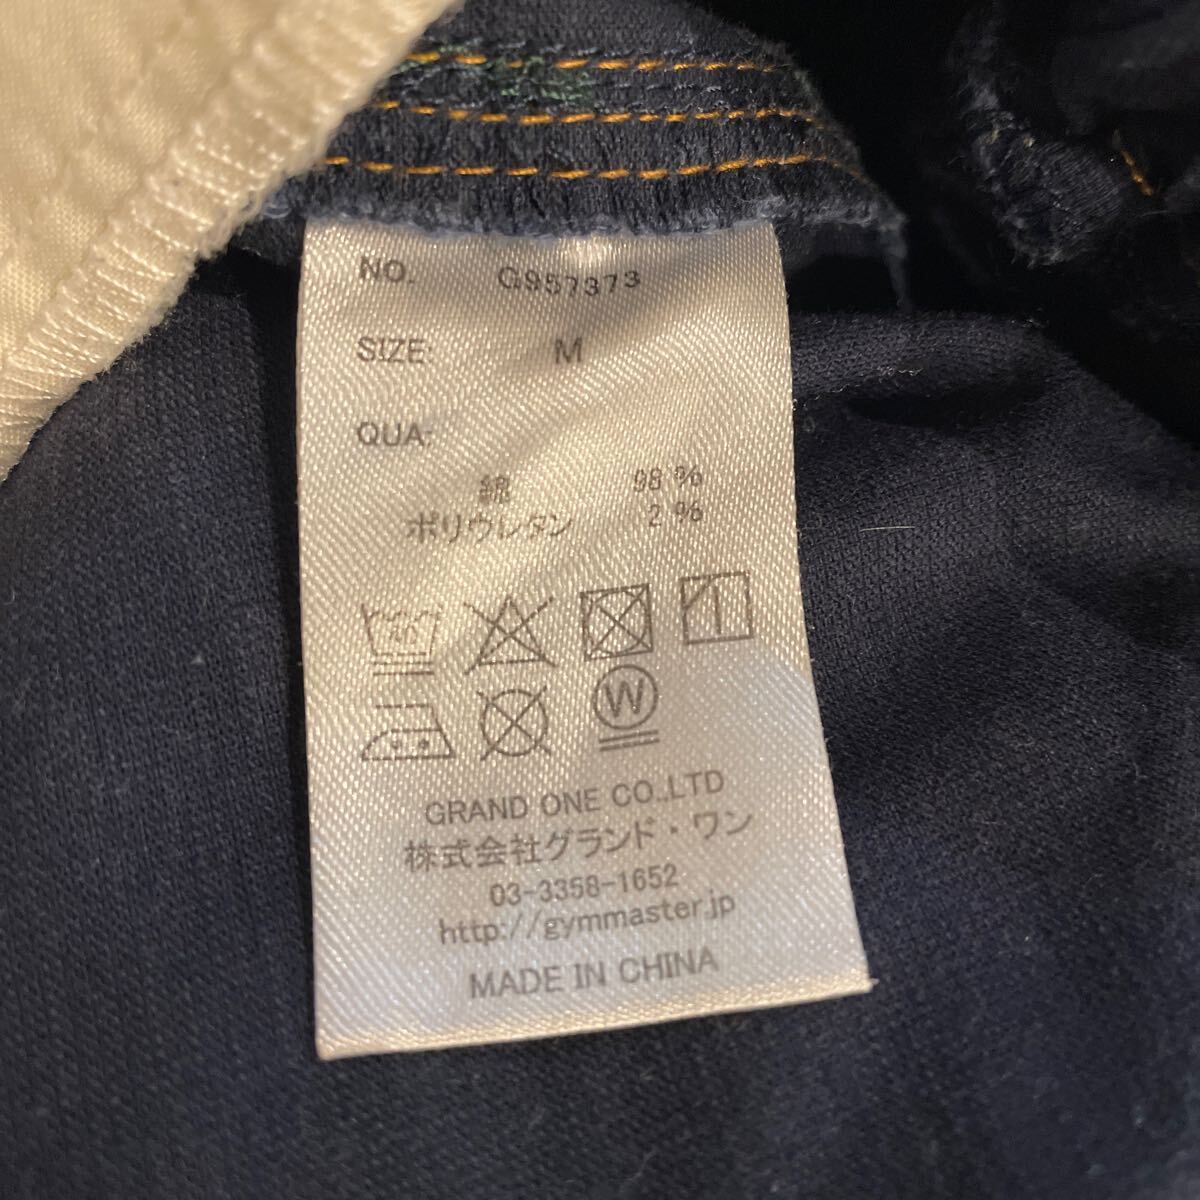 NO. G957373
SIZE: M
QUA:
綿 98 %
ポリウレタン 2 %
40
W
GRAND ONE CO.,LTD
株式会社グランド・ワン
03-3358-1652
http://gymmaster.jp
MADE IN CHINA